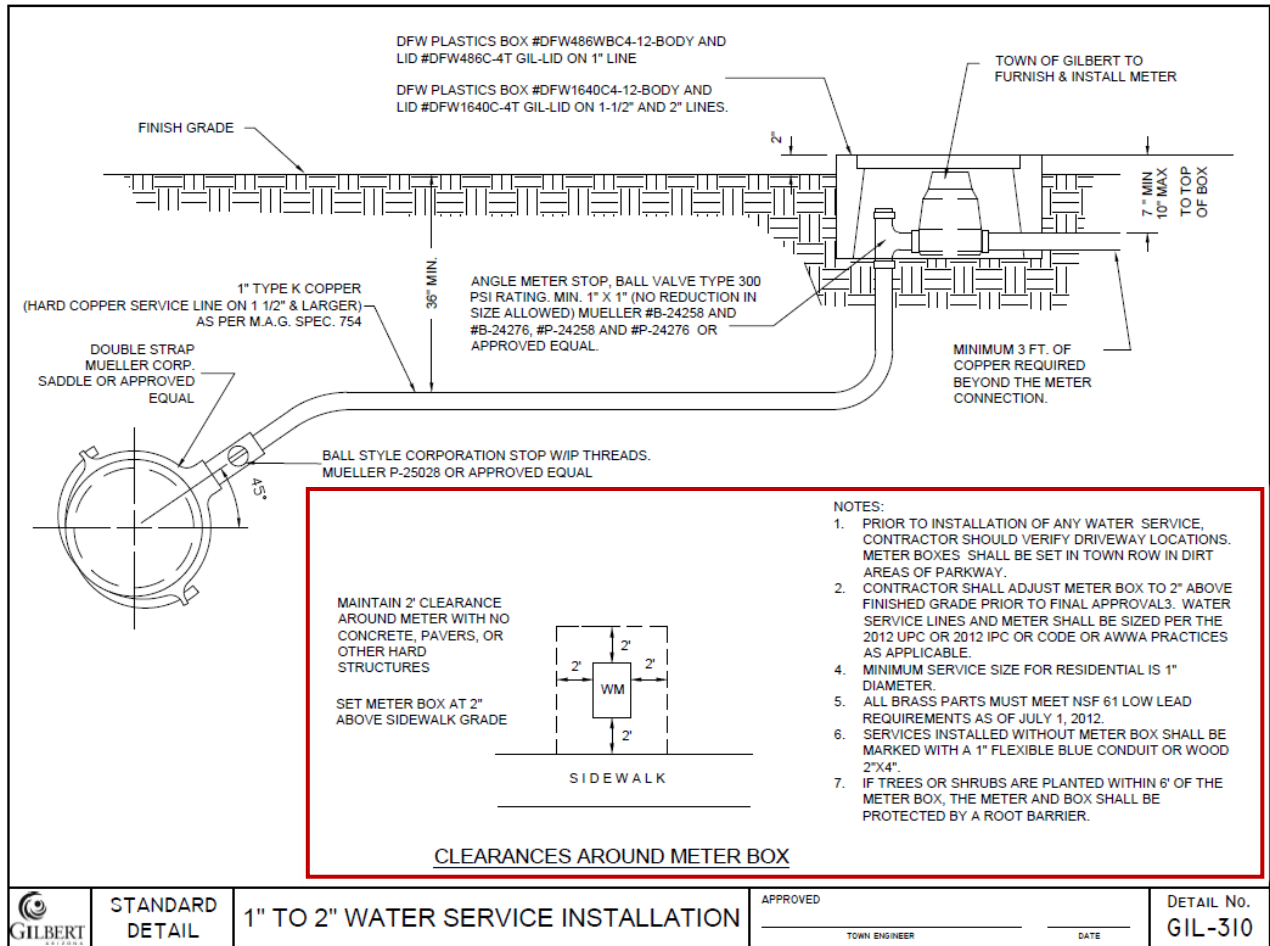 DFW PLASTICS BOX #DFW486WBC4-12-BODY AND
LID #DFW486C-4T GIL-LID ON 1" LINE
DFW PLASTICS BOX #DFW1640C4-12-BODY AND
LID #DFW1640C-4T GIL-LID ON 1-1/2" AND 2" LINES.
TOWN OF GILBERT TO
FURNISH & INSTALL METER
FINISH GRADE
2"
7 " MIN
10" MAX
TO TOP
OF BOX
36" MIN.
1" TYPE K COPPER
(HARD COPPER SERVICE LINE ON 1 1/2" & LARGER)
AS PER M.A.G. SPEC. 754
ANGLE METER STOP, BALL VALVE TYPE 300
PSI RATING. MIN. 1" X 1" (NO REDUCTION IN
SIZE ALLOWED) MUELLER #B-24258 AND
#B-24276, #P-24258 AND #P-24276 OR
APPROVED EQUAL.
MINIMUM 3 FT. OF
COPPER REQUIRED
BEYOND THE METER
CONNECTION.
DOUBLE STRAP
MUELLER CORP.
SADDLE OR APPROVED
EQUAL
BALL STYLE CORPORATION STOP W/IP THREADS.
MUELLER P-25028 OR APPROVED EQUAL
45°
MAINTAIN 2' CLEARANCE
AROUND METER WITH NO
CONCRETE, PAVERS, OR
OTHER HARD
STRUCTURES
SET METER BOX AT 2"
ABOVE SIDEWALK GRADE
2'
2'
2'
WM
2'
SIDEWALK
CLEARANCES AROUND METER BOX
NOTES:
1. PRIOR TO INSTALLATION OF ANY WATER SERVICE,
CONTRACTOR SHOULD VERIFY DRIVEWAY LOCATIONS.
METER BOXES SHALL BE SET IN TOWN ROW IN DIRT
AREAS OF PARKWAY.
2. CONTRACTOR SHALL ADJUST METER BOX TO 2" ABOVE
FINISHED GRADE PRIOR TO FINAL APPROVAL3. WATER
SERVICE LINES AND METER SHALL BE SIZED PER THE
2012 UPC OR 2012 IPC OR CODE OR AWWA PRACTICES
AS APPLICABLE.
4. MINIMUM SERVICE SIZE FOR RESIDENTIAL IS 1"
DIAMETER.
5. ALL BRASS PARTS MUST MEET NSF 61 LOW LEAD
REQUIREMENTS AS OF JULY 1, 2012.
6. SERVICES INSTALLED WITHOUT METER BOX SHALL BE
MARKED WITH A 1" FLEXIBLE BLUE CONDUIT OR WOOD
2"X4".
7. IF TREES OR SHRUBS ARE PLANTED WITHIN 6' OF THE
METER BOX, THE METER AND BOX SHALL BE
PROTECTED BY A ROOT BARRIER.
GILBERT
ARIZONA
STANDARD
DETAIL
1" TO 2" WATER SERVICE INSTALLATION
APPROVED
TOWN ENGINEER
DATE
DETAIL No.
GIL-310